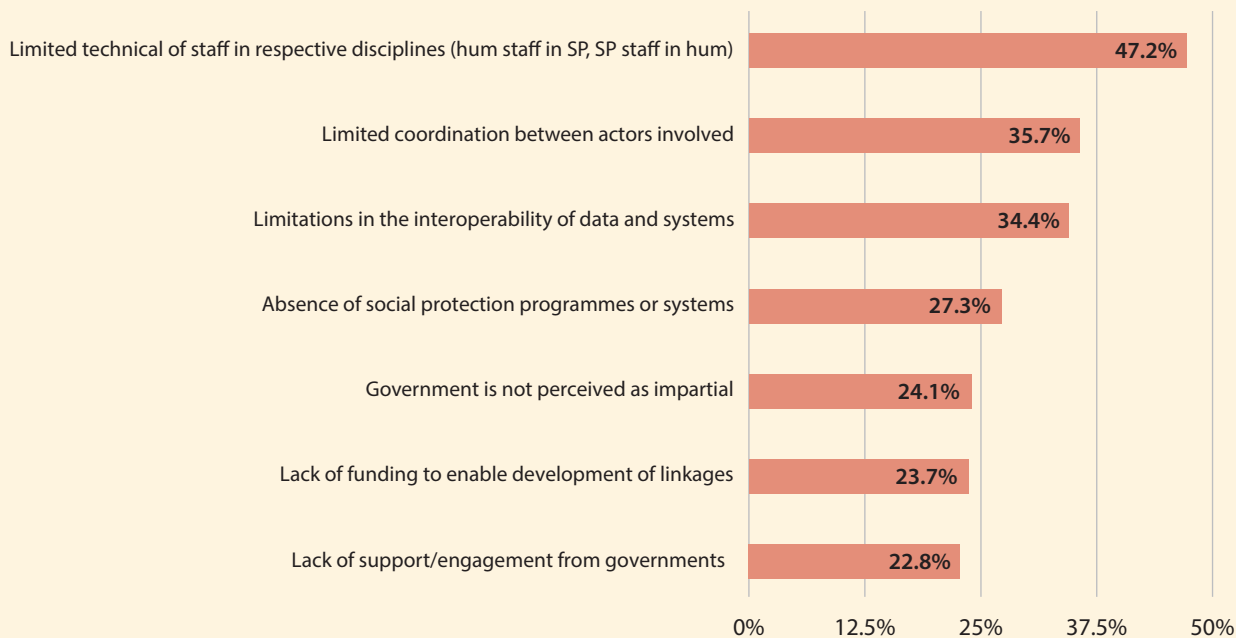 Limited technical of staff in respective disciplines (hum staff in SP, SP staff in hum) 47.2%
Limited coordination between actors involved 35.7%
Limitations in the interoperability of data and systems 34.4%
Absence of social protection programmes or systems 27.3%
Government is not perceived as impartial 24.1%
Lack of funding to enable development of linkages 23.7%
Lack of support/engagement from governments 22.8%
0% 12.5% 25% 37.5% 50%